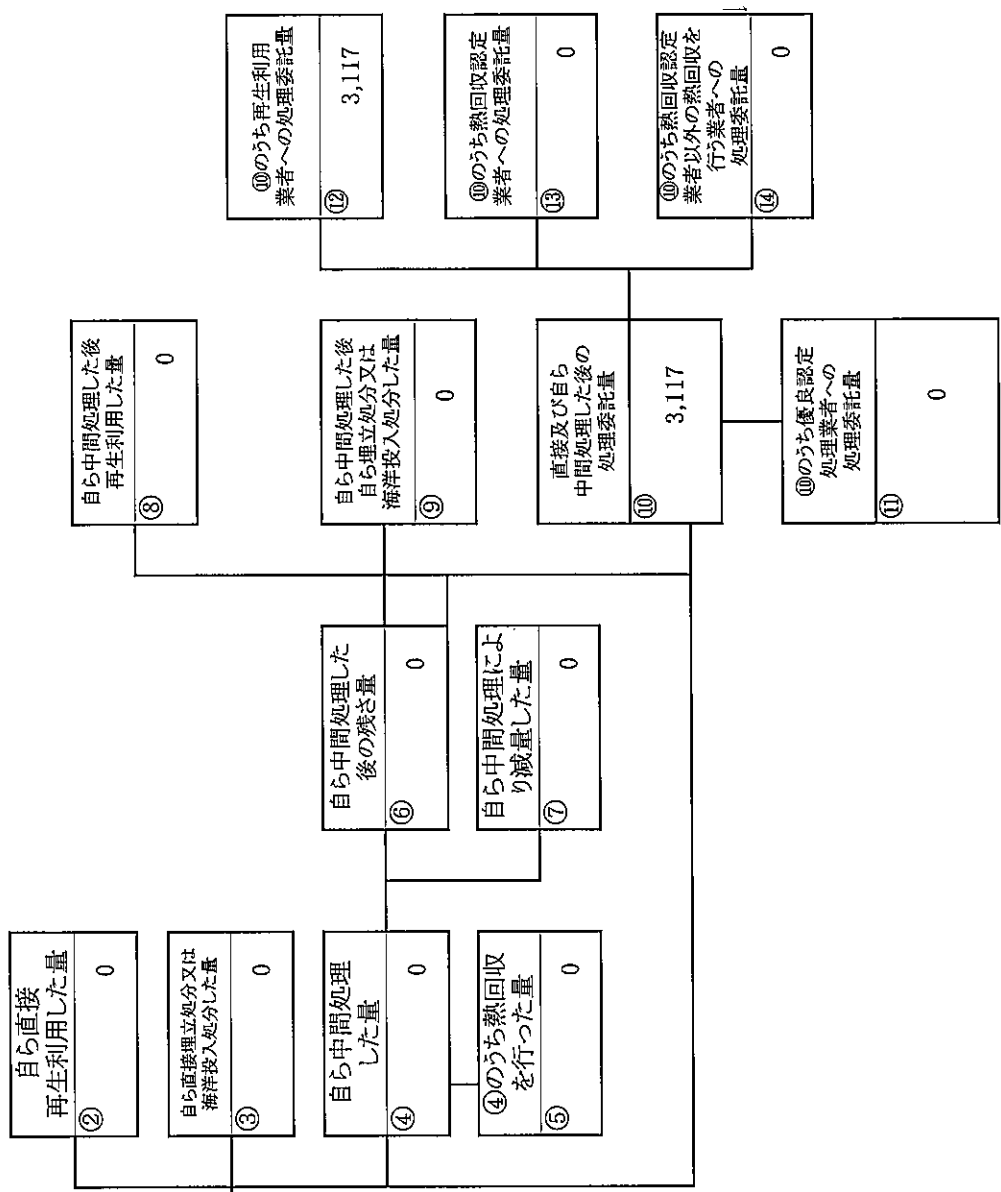 自ら直接
再生利用した量
②
0
自ら直接埋立処分又は
海洋投入処分した量
③
0
自ら中間処理
した量
④
0
④のうち熱回収
を行った量
⑤
0
自ら中間処理した
後の残さ量
⑥
0
自ら中間処理によ
り減量した量
⑦
0
自ら中間処理した後
再生利用した量
⑧
0
自ら中間処理した後
自ら埋立処分又は
海洋投入処分した量
⑨
0
直接及び自ら
中間処理した後の
処理委託量
⑩
3,117
⑩のうち優良認定
処理業者への
処理委託量
⑪
0
⑩のうち再生利用
業者への処理委託量
⑫
3,117
⑩のうち熱回収認定
業者への処理委託量
⑬
0
⑩のうち熱回収認定
業者以外の熱回収を
行う業者への
処理委託量
⑭
0